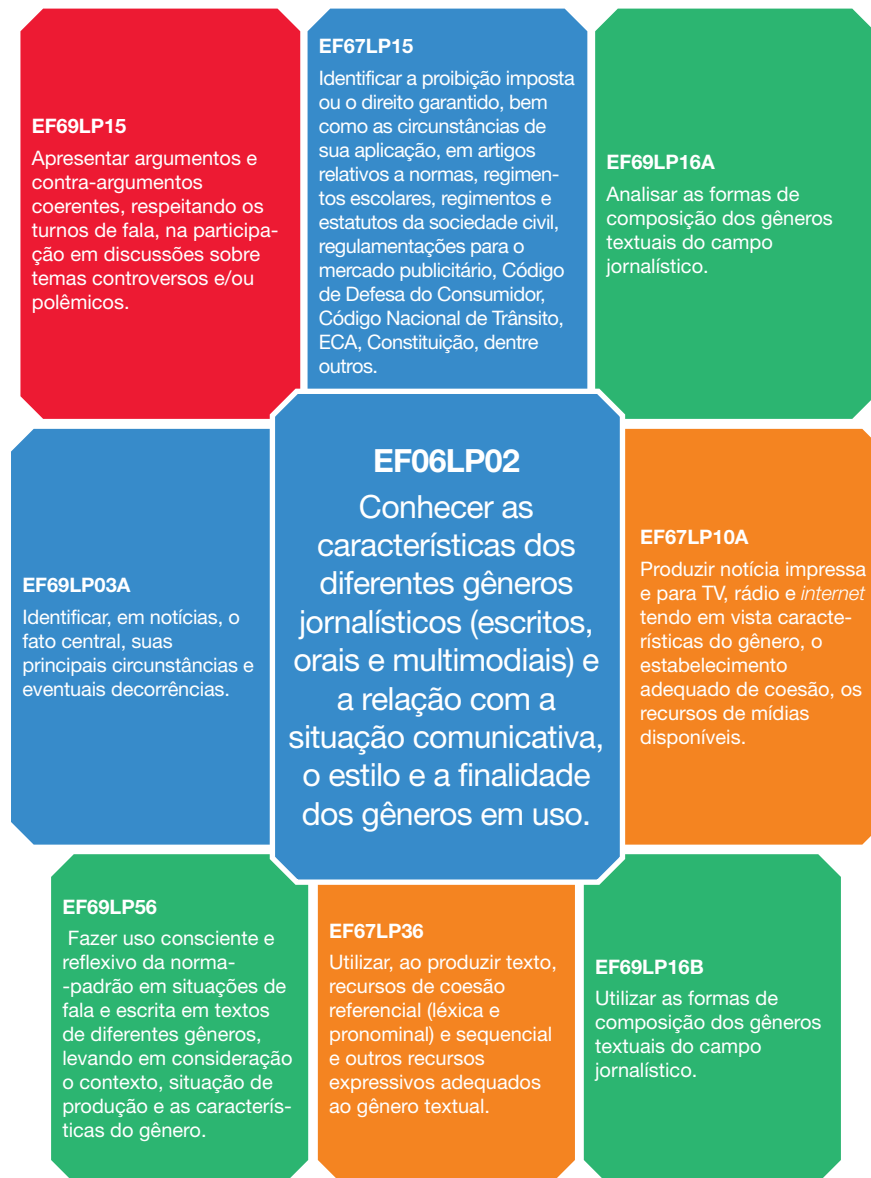 EF69LP15
Apresentar argumentos e
contra-argumentos
coerentes, respeitando os
turnos de fala, na participa-
ção em discussões sobre
temas controversos e/ou
polêmicos.
EF67LP15
Identificar a proibição imposta
ou o direito garantido, bem
como as circunstâncias de
sua aplicação, em artigos
relativos a normas, regimen-
tos escolares, regimentos e
estatutos da sociedade civil,
regulamentações para o
mercado publicitário, Código
de Defesa do Consumidor,
Código Nacional de Trânsito,
ECA, Constituição, dentre
outros.
EF69LP16A
Analisar as formas de
composição dos gêneros
textuais do campo
jornalístico.
EF69LP03A
Identificar, em notícias, o
fato central, suas
principais circunstâncias e
eventuais decorrências.
EF06LP02
Conhecer as
características dos
diferentes gêneros
jornalísticos (escritos,
orais e multimodiais) e
a relação com a
situação comunicativa,
o estilo e a finalidade
dos gêneros em uso.
EF67LP10A
Produzir notícia impressa
e para TV, rádio e internet
tendo em vista caracte-
rísticas do gênero, o
estabelecimento
adequado de coesão, os
recursos de mídias
disponíveis.
EF69LP56
Fazer uso consciente e
reflexivo da norma-
-padrão em situações de
fala e escrita em textos
de diferentes gêneros,
levando em consideração
o contexto, situação de
produção e as caracterís-
ticas do gênero.
EF67LP36
Utilizar, ao produzir texto,
recursos de coesão
referencial (léxica e
pronominal) e sequencial
e outros recursos
expressivos adequados
ao gênero textual.
EF69LP16B
Utilizar as formas de
composição dos gêneros
textuais do campo
jornalístico.